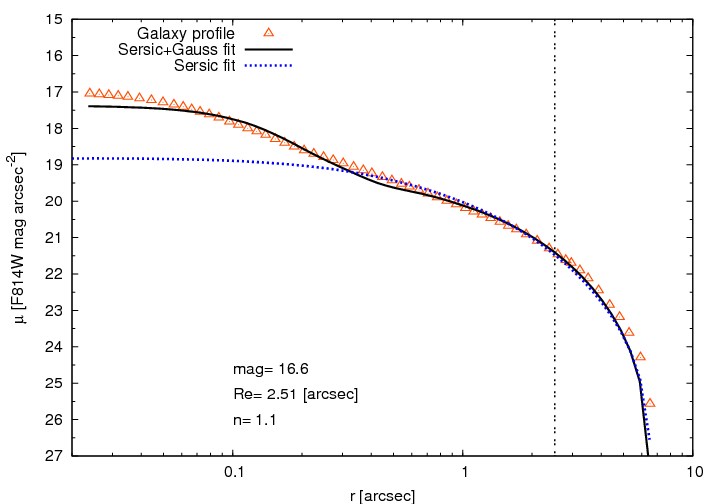 15
16
17
18
19
20
21
22
23
24
25
26
27
μ [F814W mag arcsec-2]
Galaxy profile
Sersic+Gauss fit
Sersic fit
mag= 16.6
Re= 2.51 [arcsec]
n= 1.1
0.1 1 10
r [arcsec]